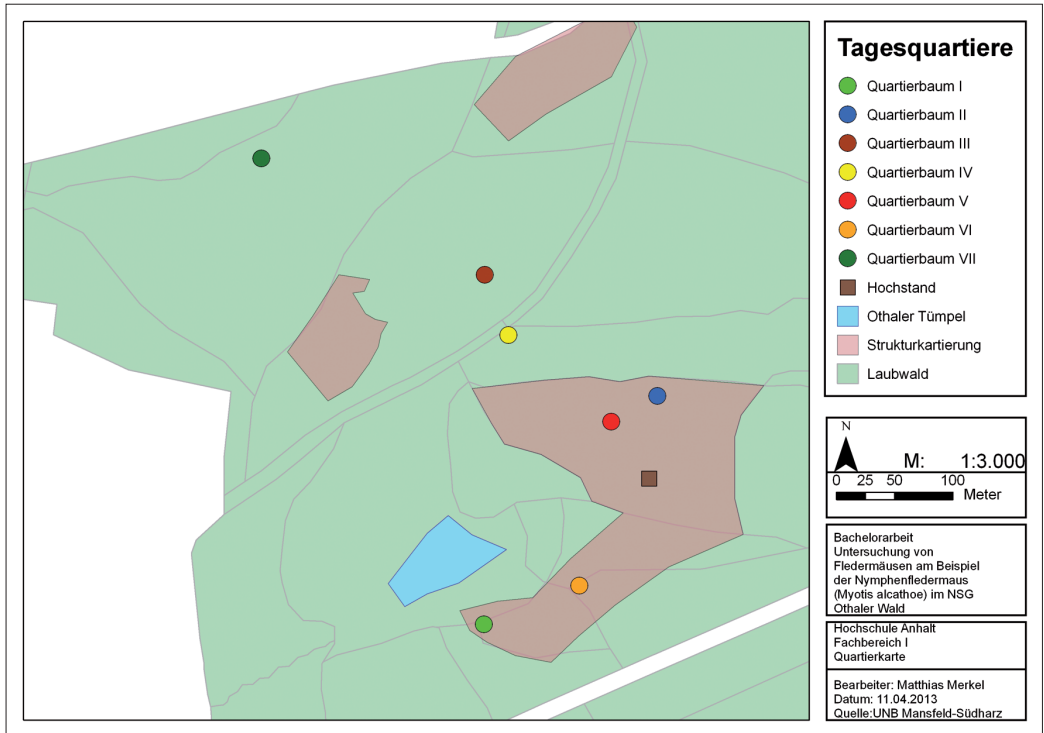 Tagesquartiere
Quartierbaum I
Quartierbaum II
Quartierbaum III
Quartierbaum IV
Quartierbaum V
Quartierbaum VI
Quartierbaum VII
Hochstand
Othaler Tümpel
Strukturkartierung
Laubwald
N
M: 1:3.000
0 25 50 100
Meter
Bachelorarbeit
Untersuchung von
Fledermäusen am Beispiel
der Nymphenfledermaus
(Myotis alcathoe) im NSG
Othaler Wald
Hochschule Anhalt
Fachbereich I
Quartierkarte
Bearbeiter: Matthias Merkel
Datum: 11.04.2013
Quelle:UNB Mansfeld-Südharz